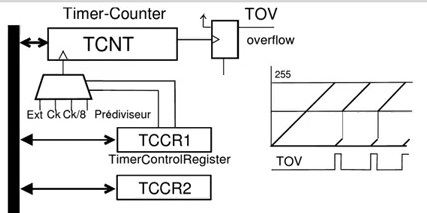 Timer-Counter
TOV
TCNT
overflow
255
Ext Ck Ck/8 Prédiviseur
TCCR1
TimerControlRegister
TOV
TCCR2